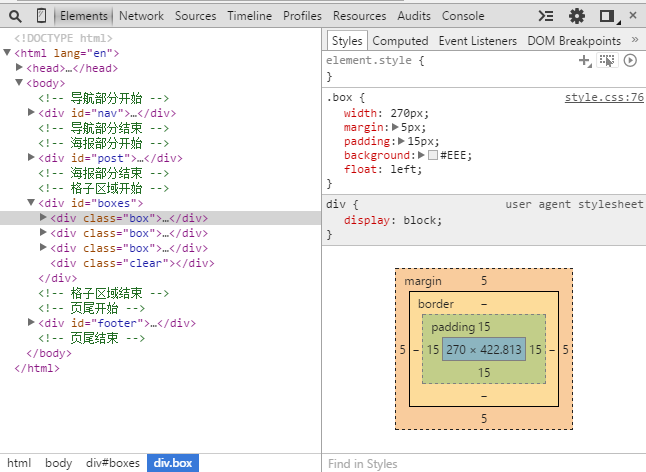 Elements Network Sources Timeline Profiles Resources Audits Console
<!DOCTYPE html>
<html lang="en">
<head>…</head>
<body>
<!-- 导航部分开始 -->
<div id="nav">…</div>
<!-- 导航部分结束 -->
<!-- 海报部分开始 -->
<div id="post">…</div>
<!-- 海报部分结束 -->
<!-- 格子区域开始 -->
<div id="boxes">
<div class="box">…</div>
<div class="box">…</div>
<div class="box">…</div>
<div class="clear"></div>
</div>
<!-- 格子区域结束 -->
<!-- 页尾开始 -->
<div id="footer">…</div>
<!-- 页尾结束 -->
</body>
</html>
html body div#boxes div.box
Styles Computed Event Listeners DOM Breakpoints »
element.style {
}
.box { style.css:76
width: 270px;
margin: 5px;
padding: 15px;
background: #EEE;
float: left;
}
div { user agent stylesheet
display: block;
}
margin 5
border –
padding 15
5 – 15 270 × 422.813 15 – 5
15
–
5
Find in Styles